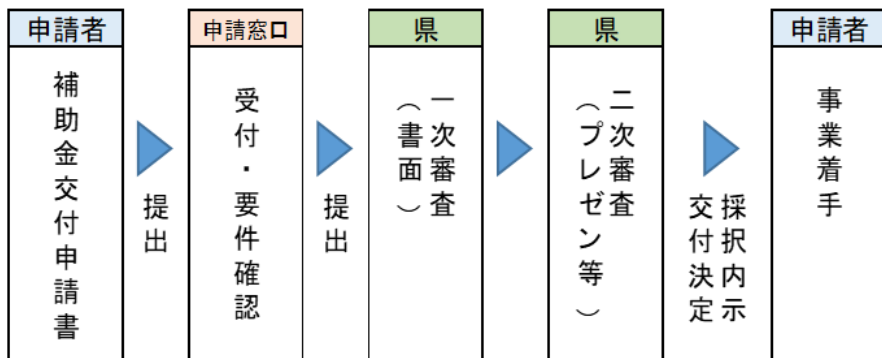 申請者
補助金交付申請書
提出
申請窓口
受付・要件確認
提出
県
一次審査
（書面）
県
二次審査
（プレゼン等）
採択内示
交付決定
申請者
事業着手